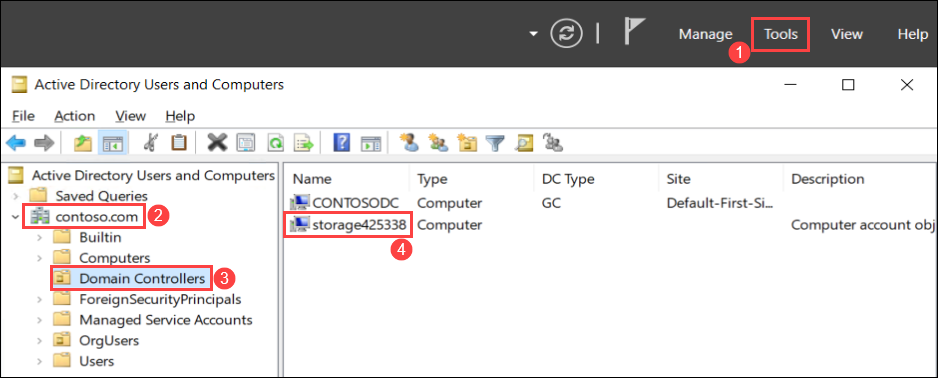 Manage Tools View Help
1
Active Directory Users and Computers
File Action View Help
Active Directory Users and Computers
Saved Queries
contoso.com 2
Builtin
Computers
Domain Controllers 3
ForeignSecurityPrincipals
Managed Service Accounts
OrgUsers
Users
Name Type DC Type Site Description
CONTOSODC Computer GC Default-First-Si...
storage425338 Computer Computer account obj
4